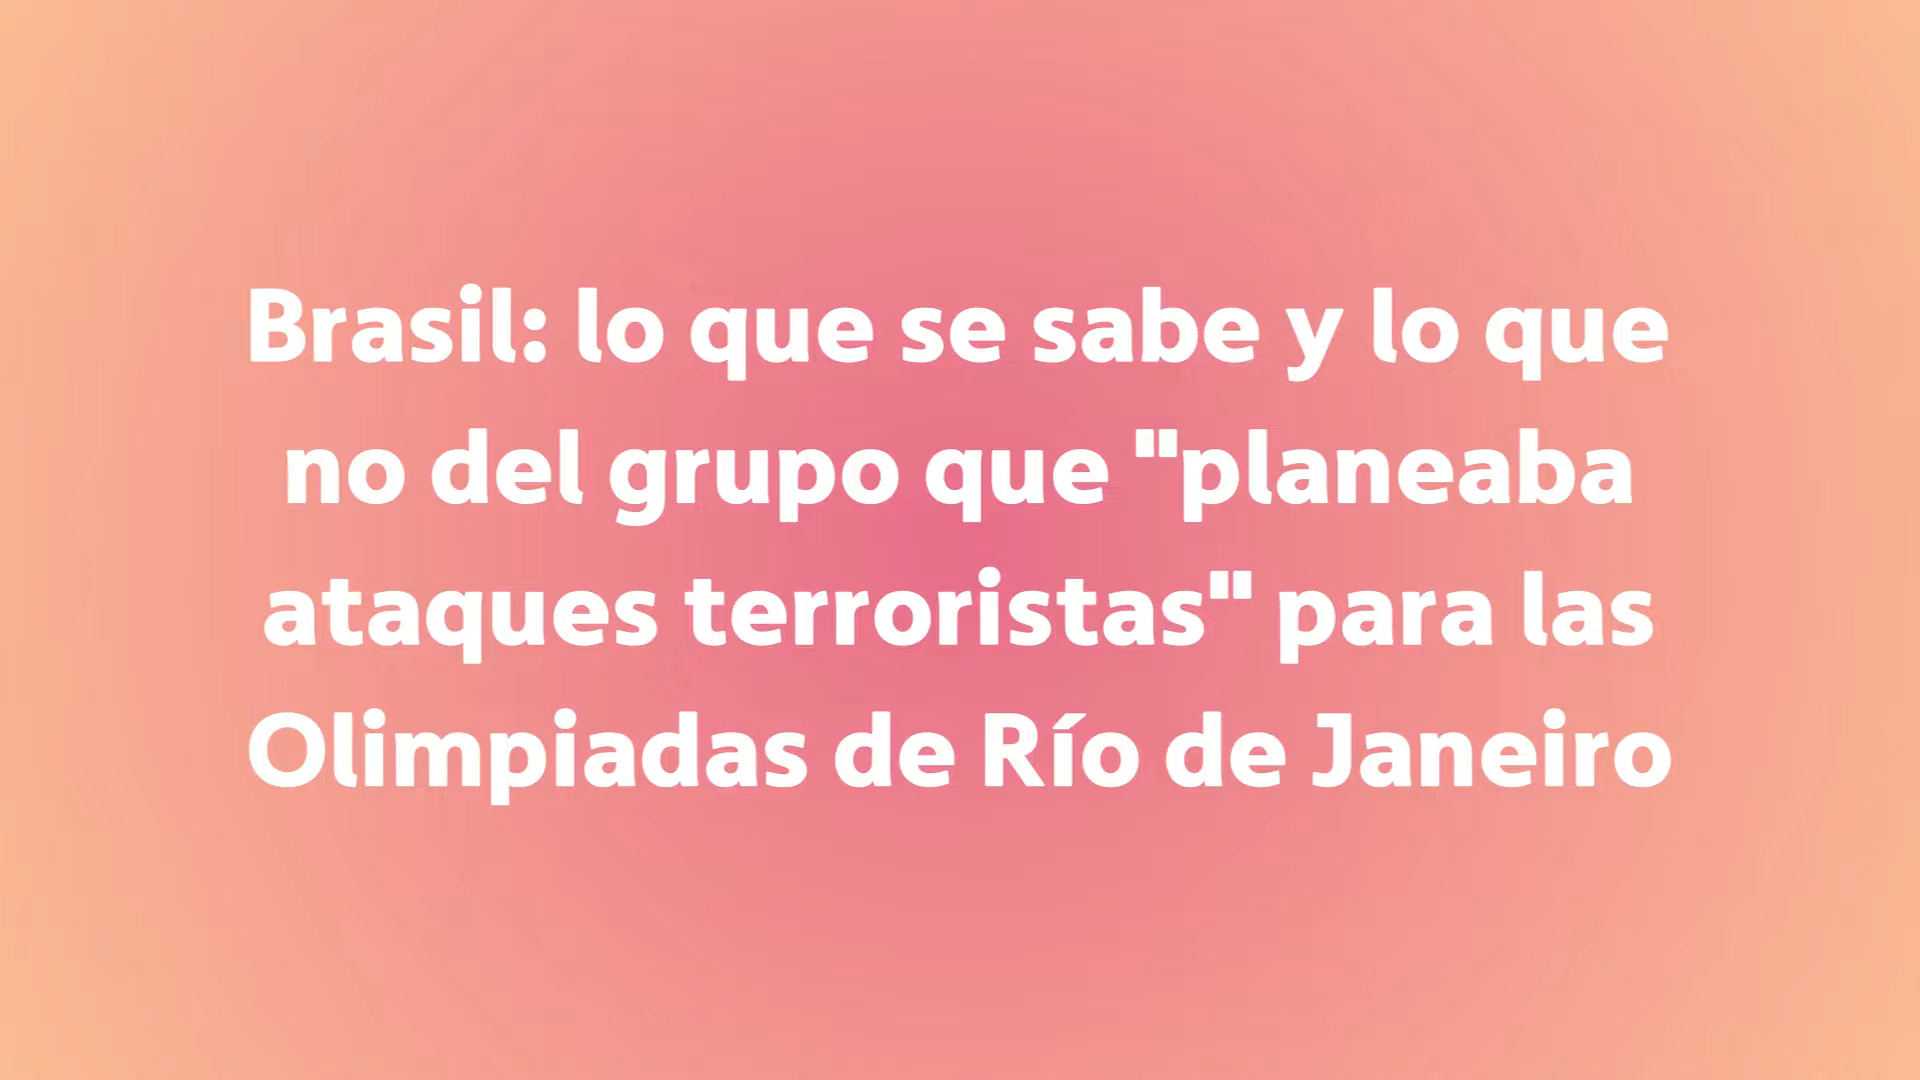 Brasil: lo que se sabe y lo que
no del grupo que "planeaba
ataques terroristas" para las
Olimpiadas de Río de Janeiro